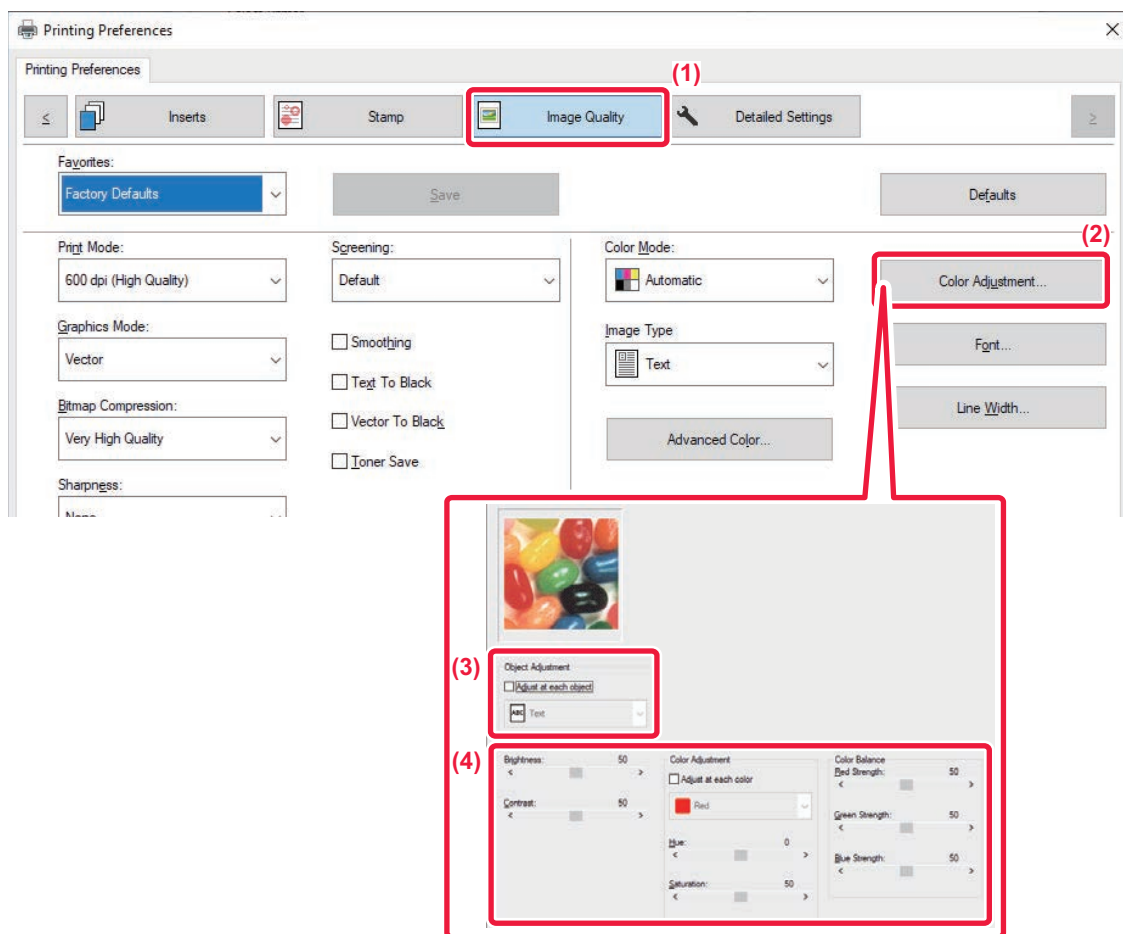 Printing Preferences
Printing Preferences
(1)
< Inserts Stamp Image Quality Detailed Settings >
Favorites:
Factory Defaults Save Defaults
(2)
Print Mode: Screening: Color Mode:
600 dpi (High Quality) Default Automatic Color Adjustment...
Graphics Mode: Smoothing Image Type Font...
Vector Text To Black Text
Bitmap Compression: Vector To Black Line Width...
Very High Quality Advanced Color...
Toner Save
Sharpness:
None
(3)
Object Adjustment
Adjust at each object
ABC Text
(4)
Brightness: 50 Color Adjustment Color Balance
< > Adjust at each color Red Strength: 50
Contrast: 50 Red < >
< > Green Strength: 50
Hue: 0 < >
< > Blue Strength: 50
Saturation: 50 < >
< >